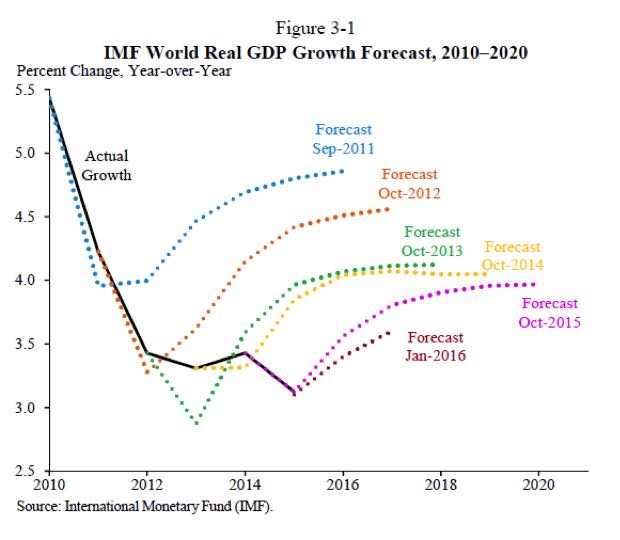 Figure 3-1
IMF World Real GDP Growth Forecast, 2010–2020
Percent Change, Year-over-Year
5.5
5.0
4.5
4.0
3.5
3.0
2.5
Actual
Growth
Forecast
Sep-2011
Forecast
Oct-2012
Forecast
Oct-2013
Forecast
Oct-2014
Forecast
Oct-2015
Forecast
Jan-2016
2010 2012 2014 2016 2018 2020
Source: International Monetary Fund (IMF).